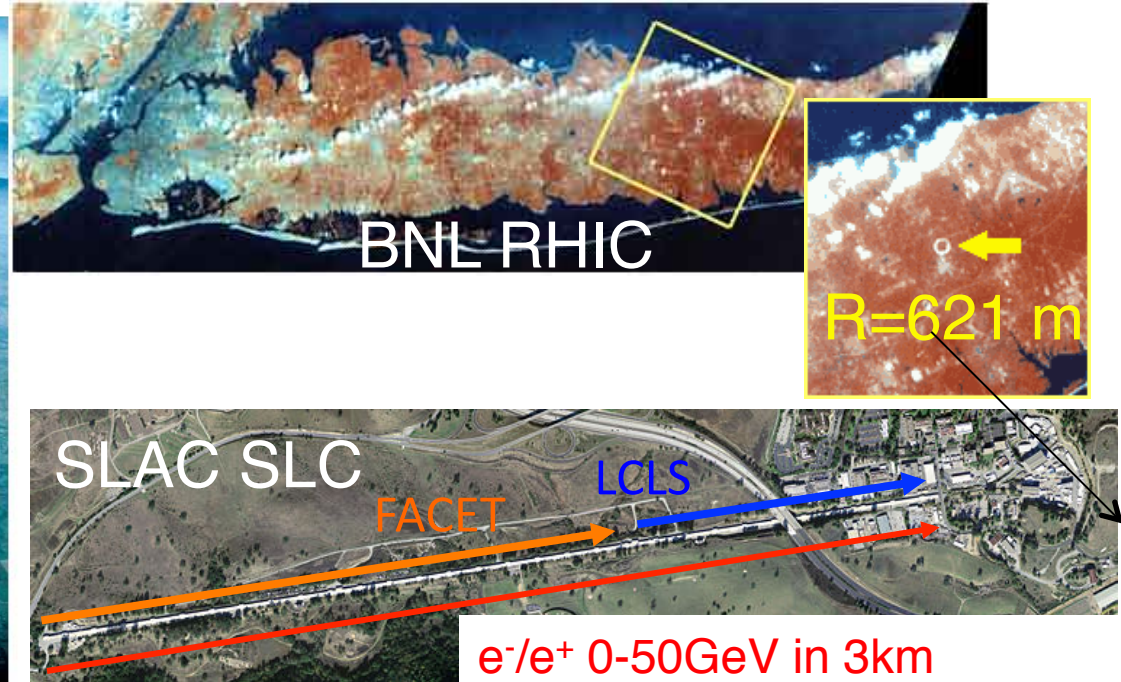 BNL RHIC
R=621 m
SLAC SLC
FACET
LCLS
e⁻/e⁺ 0-50GeV in 3km